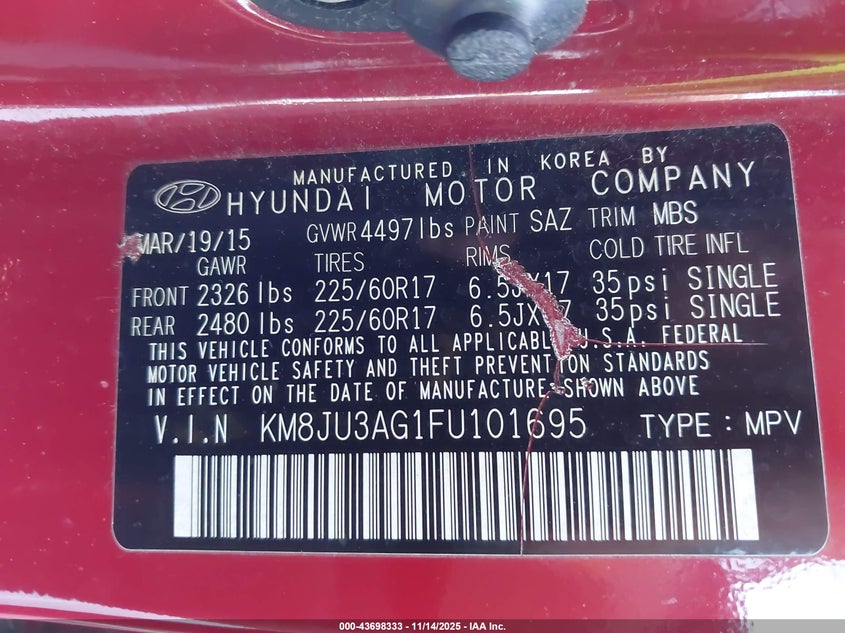 MANUFACTURED IN KOREA BY
HYUNDAI MOTOR COMPANY
MAR/19/15 GVWR 4497 lbs PAINT SAZ TRIM MBS
GAWR TIRES RIMS COLD TIRE INFL
FRONT 2326 lbs 225/60R17 6.5JX17 35psi SINGLE
REAR 2480 lbs 225/60R17 6.5JX17 35psi SINGLE
THIS VEHICLE CONFORMS TO ALL APPLICABLE U.S.A. FEDERAL
MOTOR VEHICLE SAFETY AND THEFT PREVENTION STANDARDS
IN EFFECT ON THE DATE OF MANUFACTURE SHOWN ABOVE
V.I.N KM8JU3AG1FU101695 TYPE : MPV
000-43698333 - 11/14/2025 - IAA Inc.